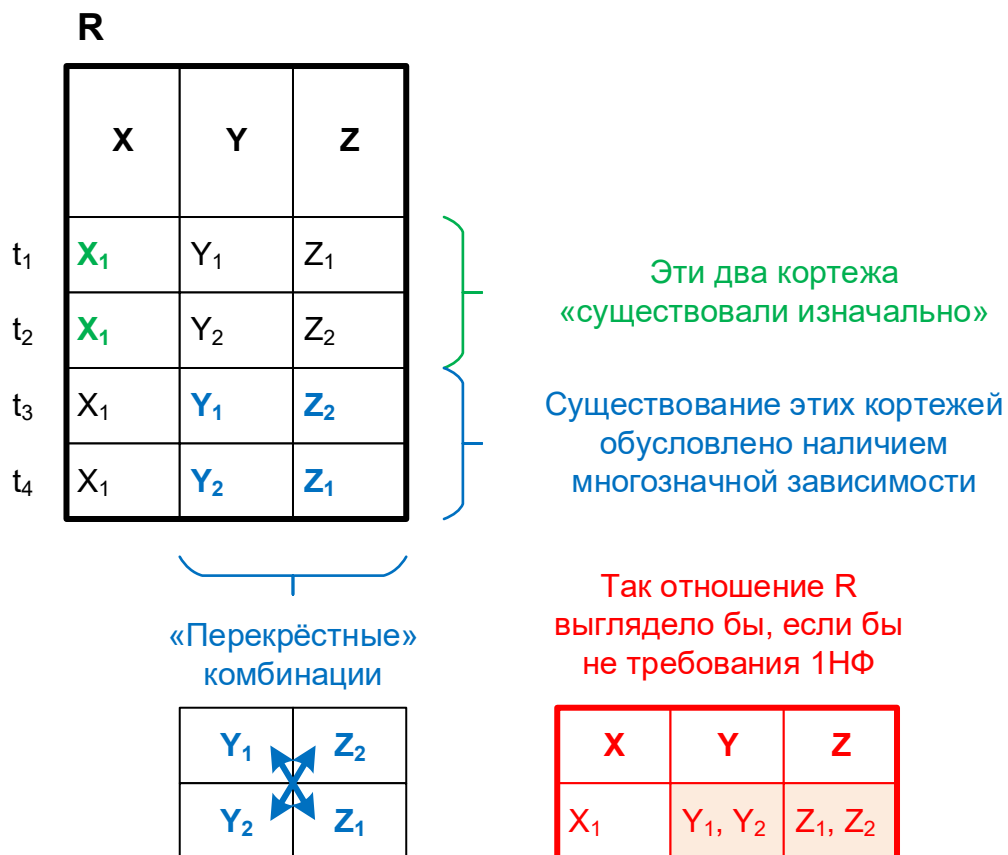 R
X Y Z
t₁ X₁ Y₁ Z₁
t₂ X₁ Y₂ Z₂
t₃ X₁ Y₁ Z₂
t₄ X₁ Y₂ Z₁
Эти два кортежа
«существовали изначально»
Существование этих кортежей
обусловлено наличием
многозначной зависимости
«Перекрёстные»
комбинации
Y₁ Z₂
Y₂ Z₁
Так отношение R
выглядело бы, если бы
не требования 1НФ
X Y Z
X₁ Y₁, Y₂ Z₁, Z₂